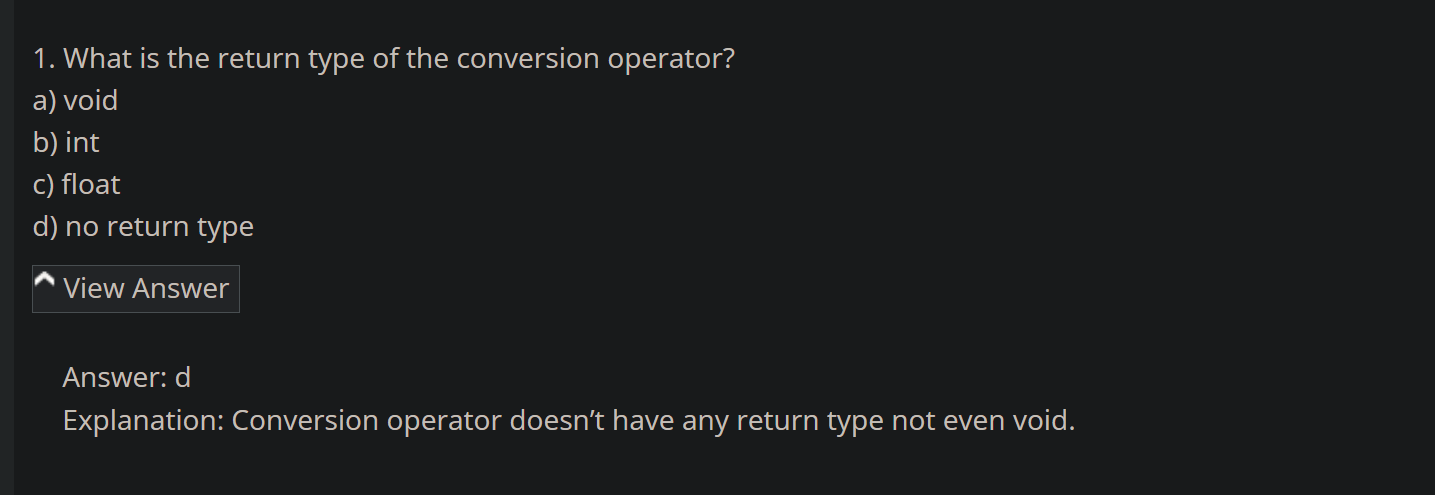 1. What is the return type of the conversion operator?
a) void
b) int
c) float
d) no return type
View Answer
Answer: d
Explanation: Conversion operator doesn’t have any return type not even void.